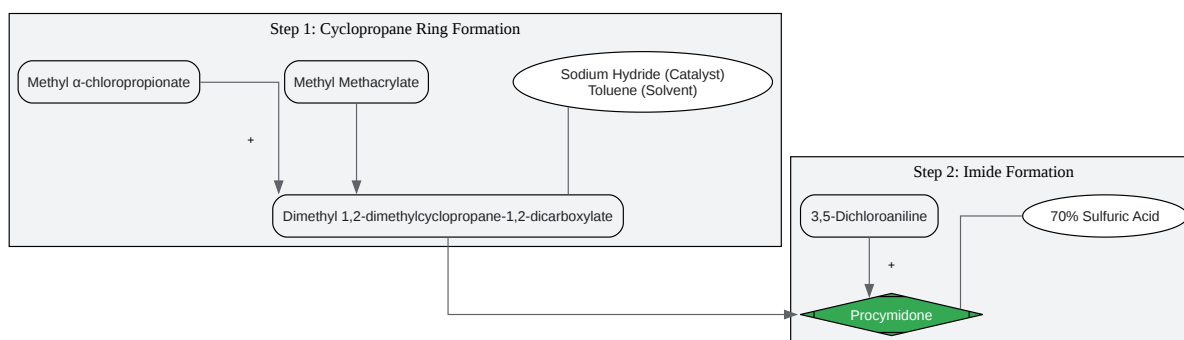 Step 1: Cyclopropane Ring Formation
Methyl α-chloropropionate
Methyl Methacrylate
Sodium Hydride (Catalyst)
Toluene (Solvent)
+
Dimethyl 1,2-dimethylcyclopropane-1,2-dicarboxylate
Step 2: Imide Formation
3,5-Dichloroaniline
70% Sulfuric Acid
+
Procymidone